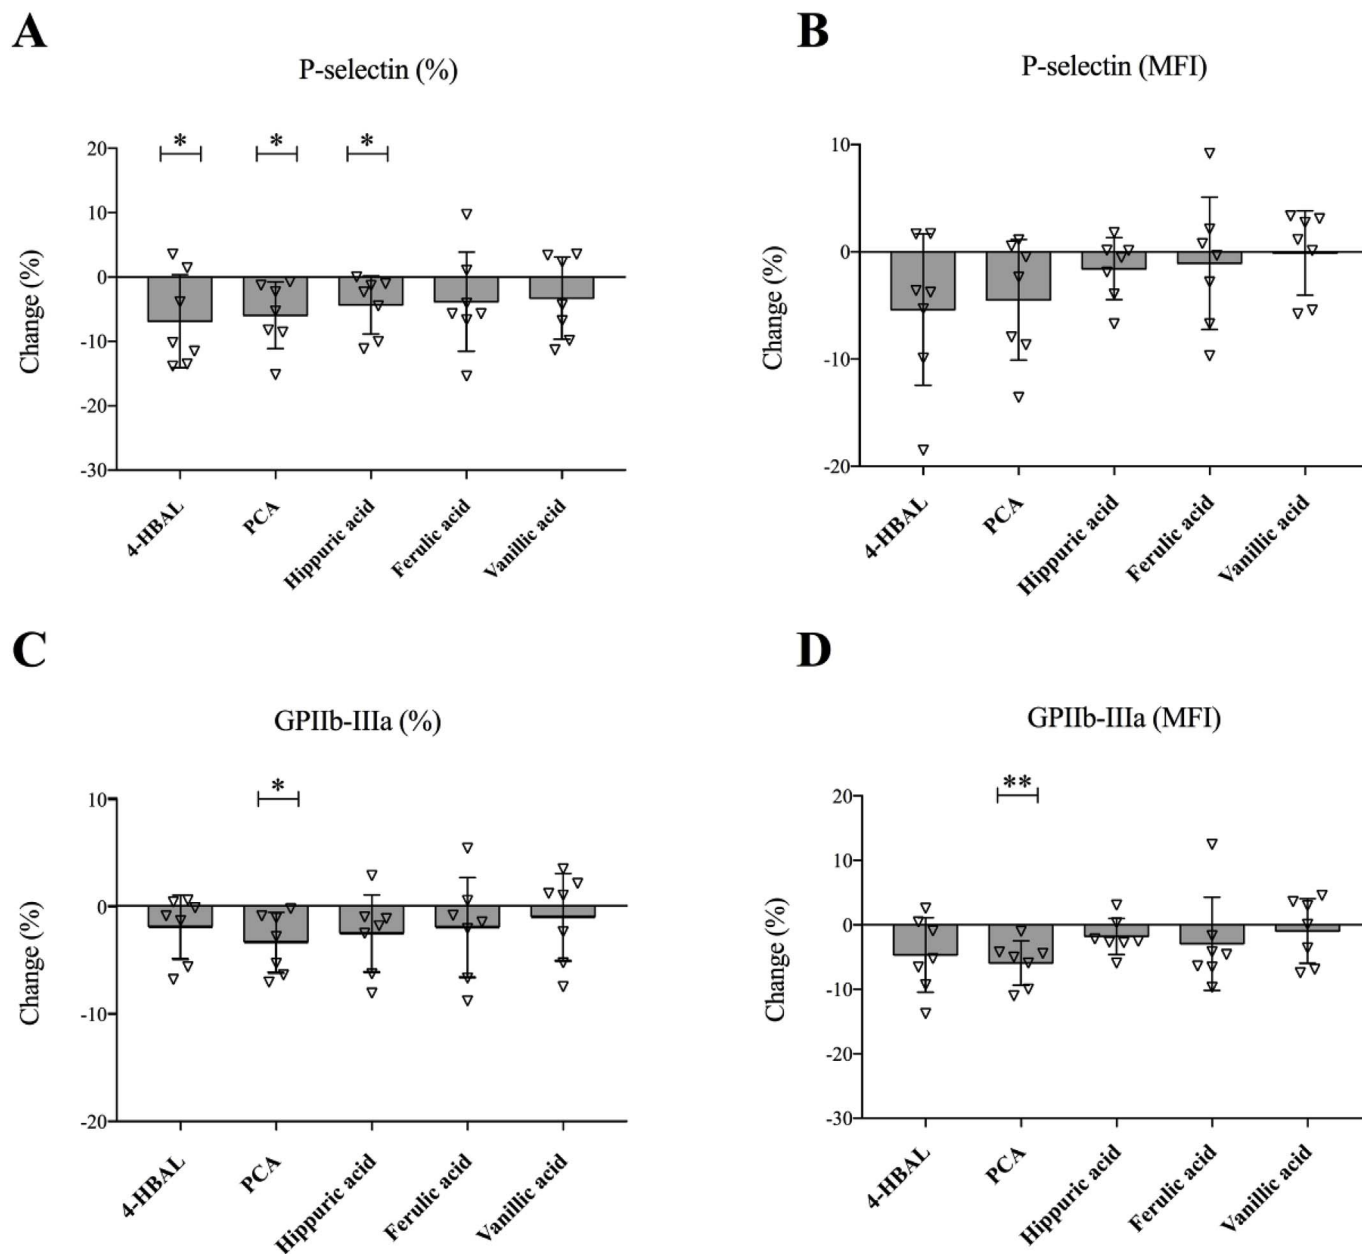 A
P-selectin (%)
* * *
20
10
0
-10
-20
-30
Change (%)
4-HBAL
PCA
Hippuric acid
Ferulic acid
Vanillic acid
B
P-selectin (MFI)
10
0
-10
-20
Change (%)
4-HBAL
PCA
Hippuric acid
Ferulic acid
Vanillic acid
C
GPIIb-IIIa (%)
*
10
0
-10
-20
Change (%)
4-HBAL
PCA
Hippuric acid
Ferulic acid
Vanillic acid
D
GPIIb-IIIa (MFI)
**
20
10
0
-10
-20
-30
Change (%)
4-HBAL
PCA
Hippuric acid
Ferulic acid
Vanillic acid